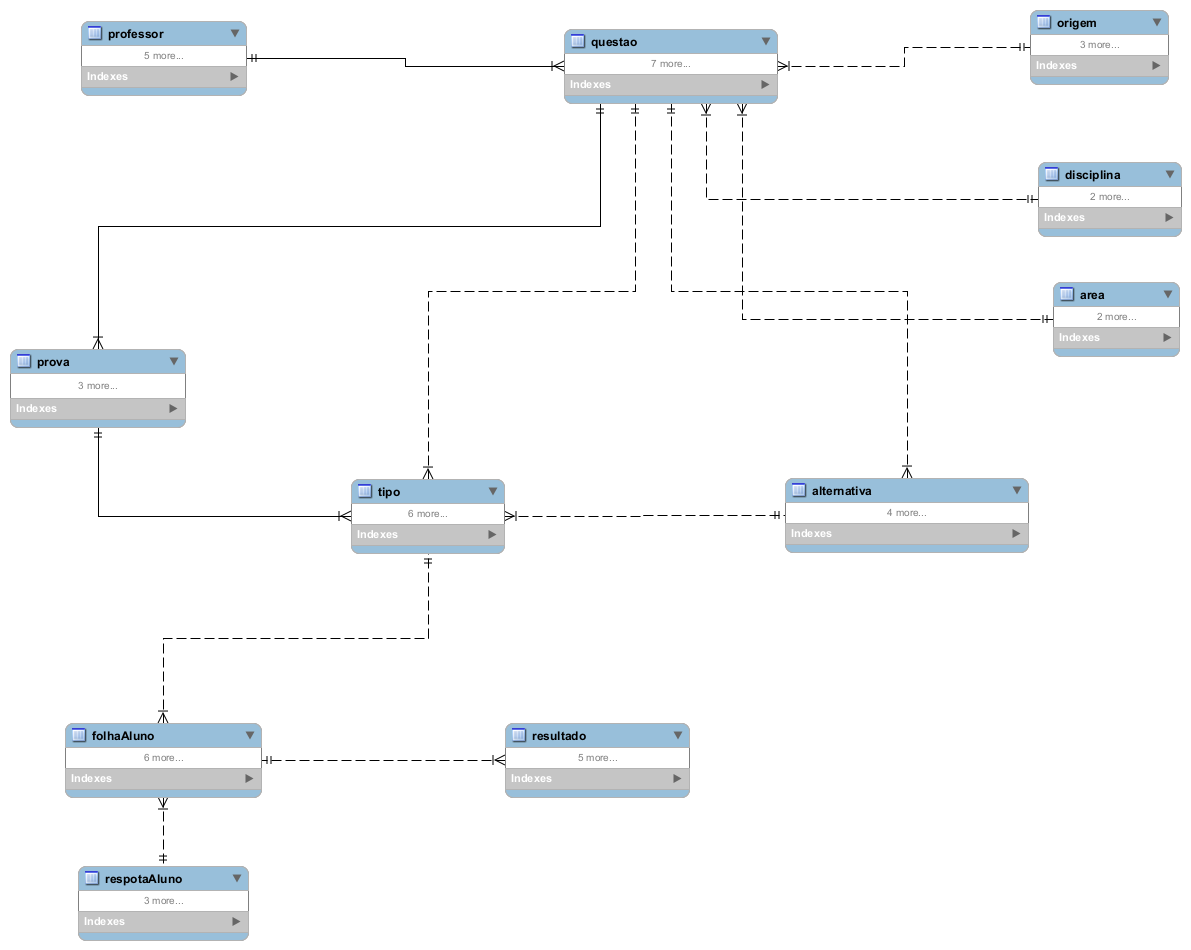 professor
5 more...
Indexes
questao
7 more...
Indexes
origem
3 more...
Indexes
disciplina
2 more...
Indexes
area
2 more...
Indexes
prova
3 more...
Indexes
tipo
6 more...
Indexes
alternativa
4 more...
Indexes
folhaAluno
6 more...
Indexes
resultado
5 more...
Indexes
respotaAluno
3 more...
Indexes